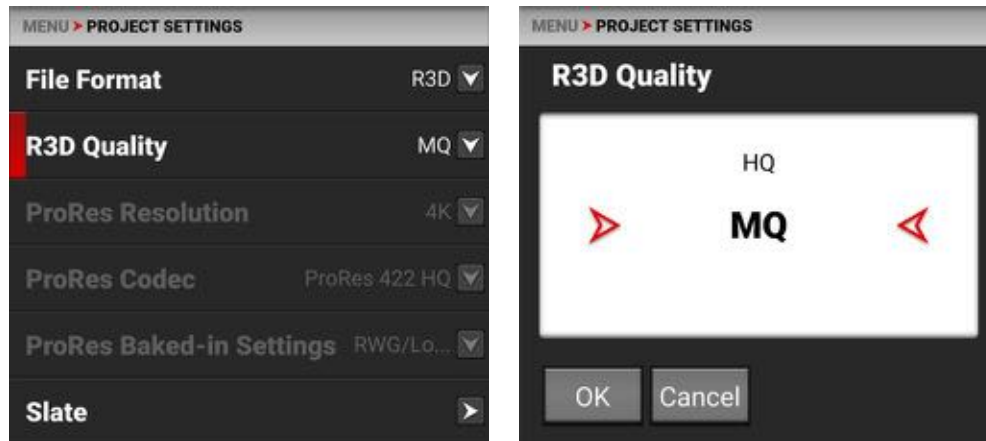 MENU > PROJECT SETTINGS
File Format R3D
R3D Quality MQ
ProRes Resolution 4K
ProRes Codec ProRes 422 HQ
ProRes Baked-in Settings RWG/Lo...
Slate
MENU > PROJECT SETTINGS
R3D Quality
HQ
MQ
OK Cancel